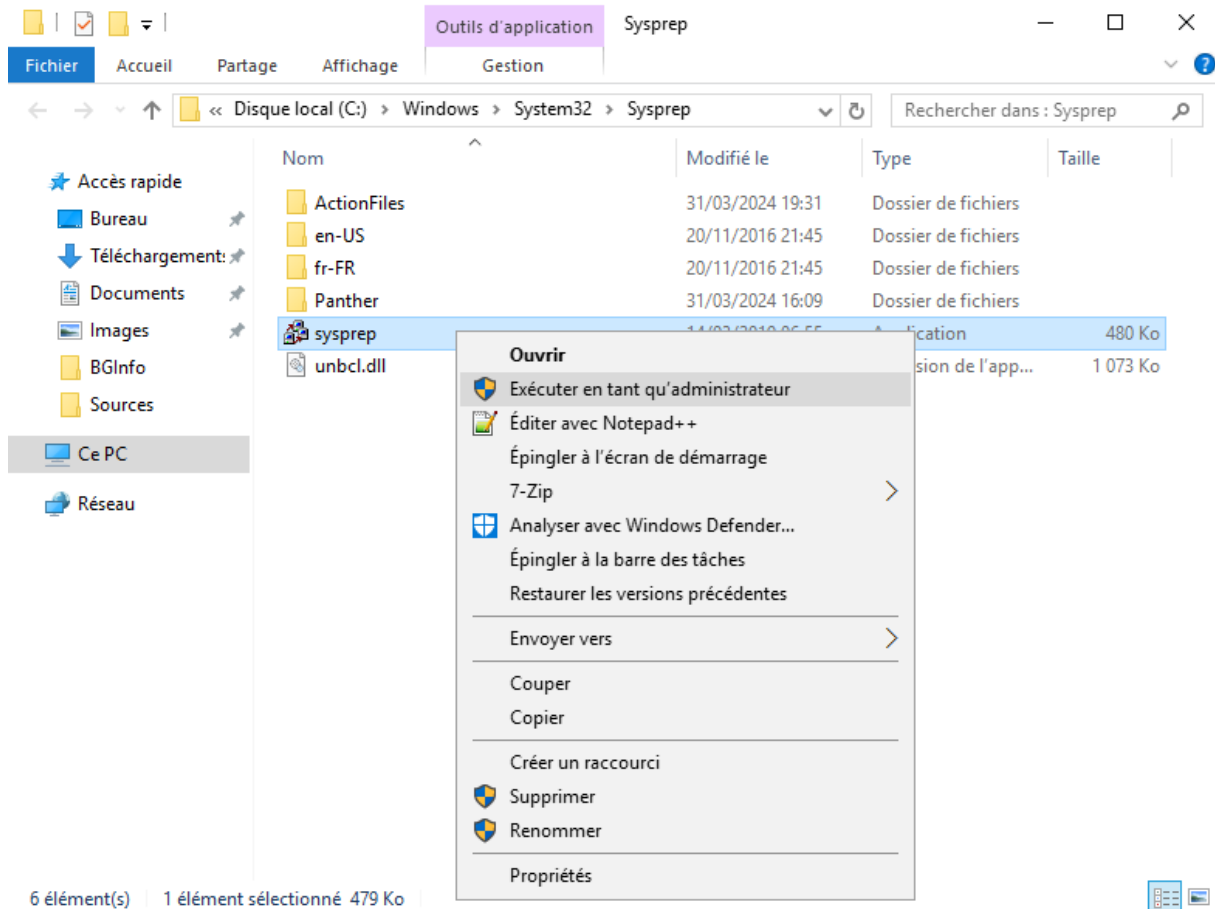 Outils d'application Sysprep
Fichier Accueil Partage Affichage Gestion
« Disque local (C:) > Windows > System32 > Sysprep Rechercher dans : Sysprep
Nom Modifié le Type Taille
Accès rapide
Bureau
Téléchargement
Documents
Images
BGInfo
Sources
Ce PC
Réseau
ActionFiles 31/03/2024 19:31 Dossier de fichiers
en-US 20/11/2016 21:45 Dossier de fichiers
fr-FR 20/11/2016 21:45 Dossier de fichiers
Panther 31/03/2024 16:09 Dossier de fichiers
sysprep 480 Ko
unbcl.dll sion de l'app... 1 073 Ko
Ouvrir
Exécuter en tant qu'administrateur
Éditer avec Notepad++
Épingler à l'écran de démarrage
7-Zip
Analyser avec Windows Defender...
Épingler à la barre des tâches
Restaurer les versions précédentes
Envoyer vers
Couper
Copier
Créer un raccourci
Supprimer
Renommer
Propriétés
6 élément(s) 1 élément sélectionné 479 Ko